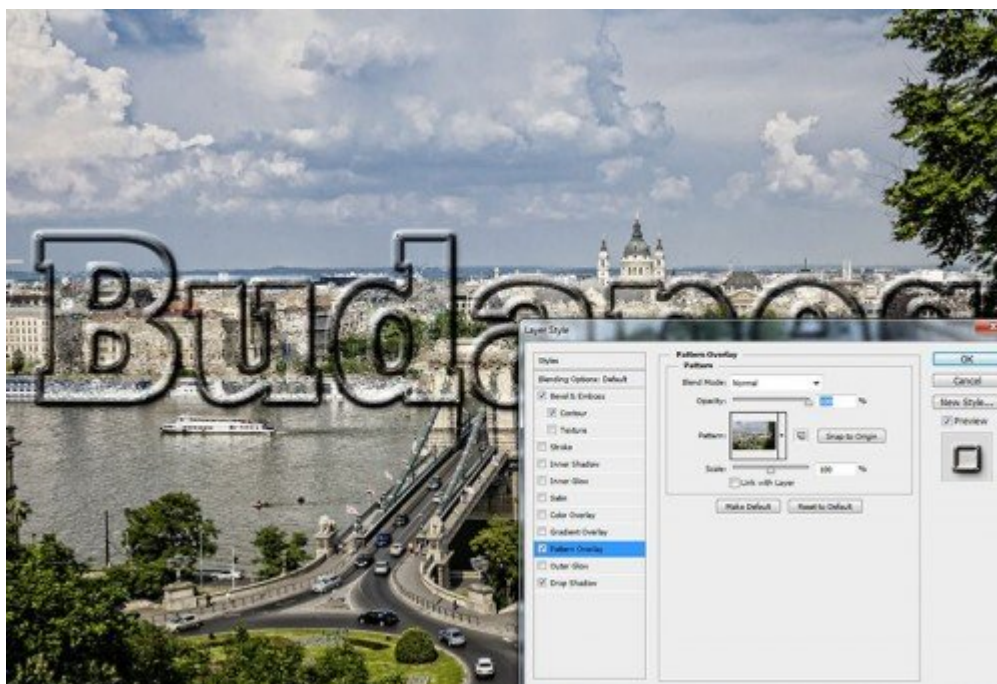 Budapes
Layer Style
Styles
Blending Options: Default
Bevel & Emboss
Contour
Texture
Stroke
Inner Shadow
Inner Glow
Satin
Color Overlay
Gradient Overlay
Pattern Overlay
Outer Glow
Drop Shadow
Pattern Overlay
Pattern
Blend Mode: Normal
Opacity: 100 %
Pattern:
Snap to Origin
Scale: 100 %
Link with Layer
Make Default Reset to Default
OK
Cancel
New Style...
Preview